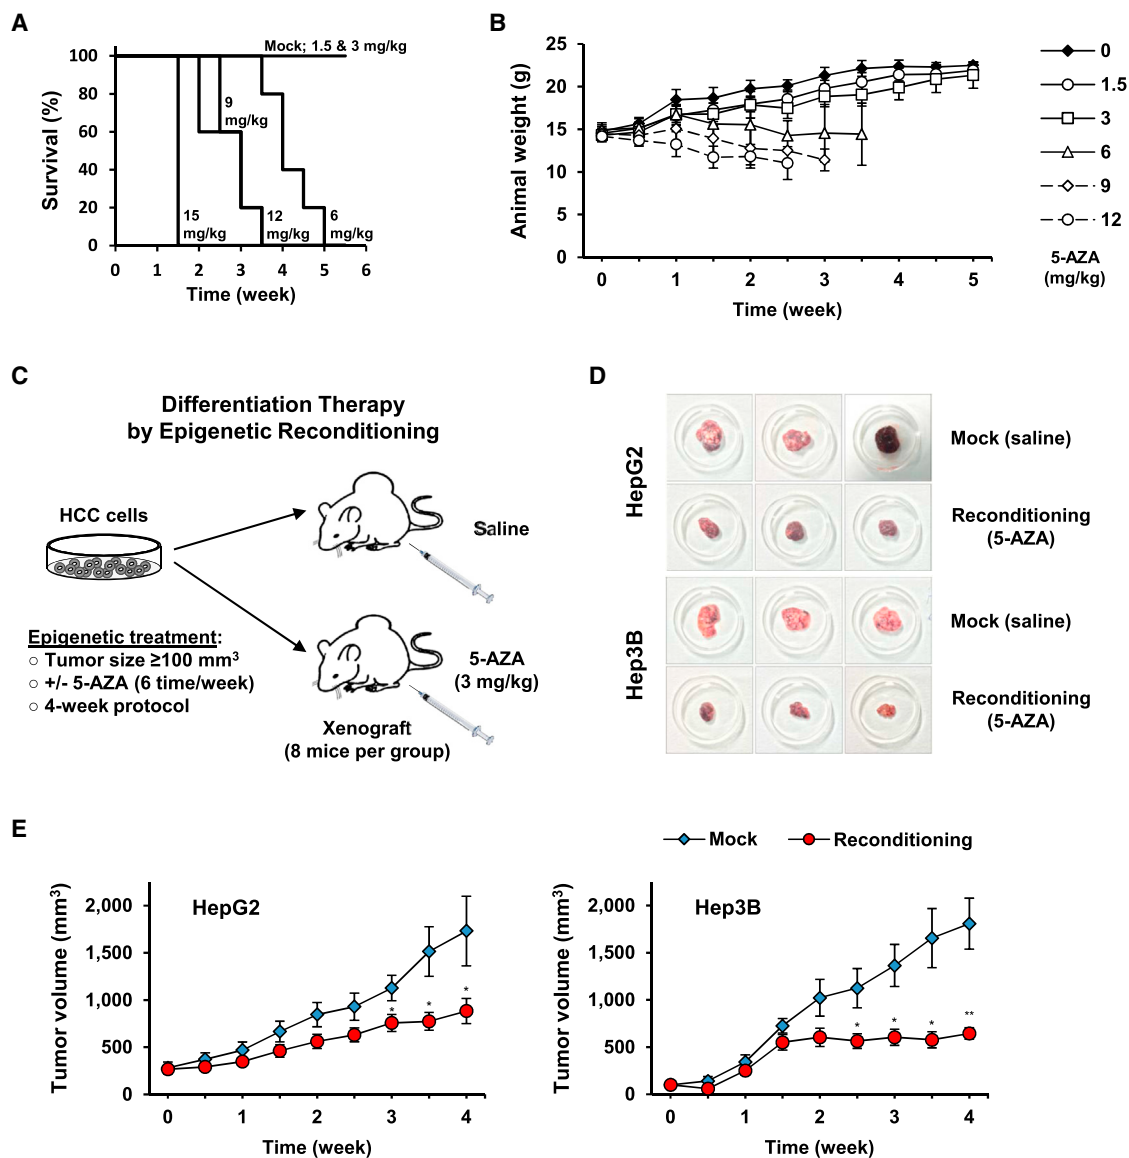 A
Survival (%)
100
80
60
40
20
0
Mock; 1.5 & 3 mg/kg
9
mg/kg
15
mg/kg
12
mg/kg
6
mg/kg
0 1 2 3 4 5 6
Time (week)
B
Animal weight (g)
25
20
15
10
5
0
0 1 2 3 4 5
Time (week)
0
1.5
3
6
9
12
5-AZA
(mg/kg)
C
Differentiation Therapy
by Epigenetic Reconditioning
HCC cells
Saline
Epigenetic treatment:
○ Tumor size ≥100 mm³
○ +/- 5-AZA (6 time/week)
○ 4-week protocol
5-AZA
(3 mg/kg)
Xenograft
(8 mice per group)
D
HepG2
Mock (saline)
Reconditioning
(5-AZA)
Hep3B
Mock (saline)
Reconditioning
(5-AZA)
E
Mock Reconditioning
Tumor volume (mm³)
HepG2
2,000
1,500
1,000
500
0
* * *
0 1 2 3 4
Time (week)
Tumor volume (mm³)
Hep3B
2,000
1,500
1,000
500
0
* * * **
0 1 2 3 4
Time (week)